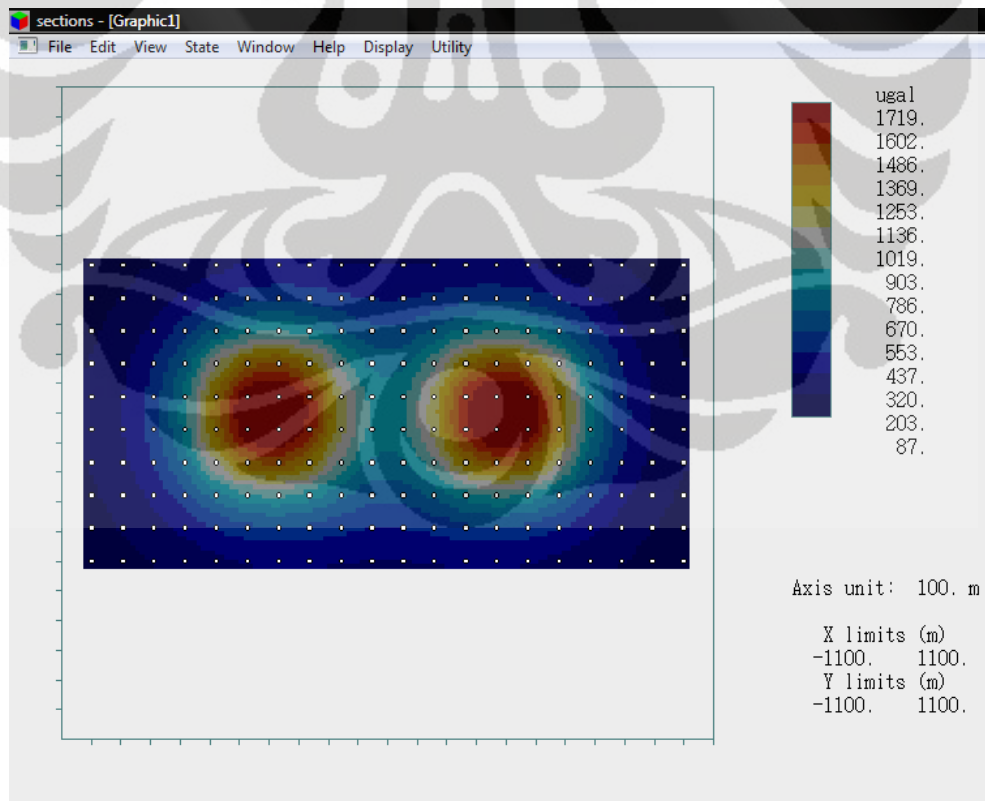 sections - [Graphic1]
File Edit View State Window Help Display Utility
ugal
1719.
1602.
1486.
1369.
1253.
1136.
1019.
903.
786.
670.
553.
437.
320.
203.
87.
Axis unit: 100. m
X limits (m)
-1100. 1100.
Y limits (m)
-1100. 1100.